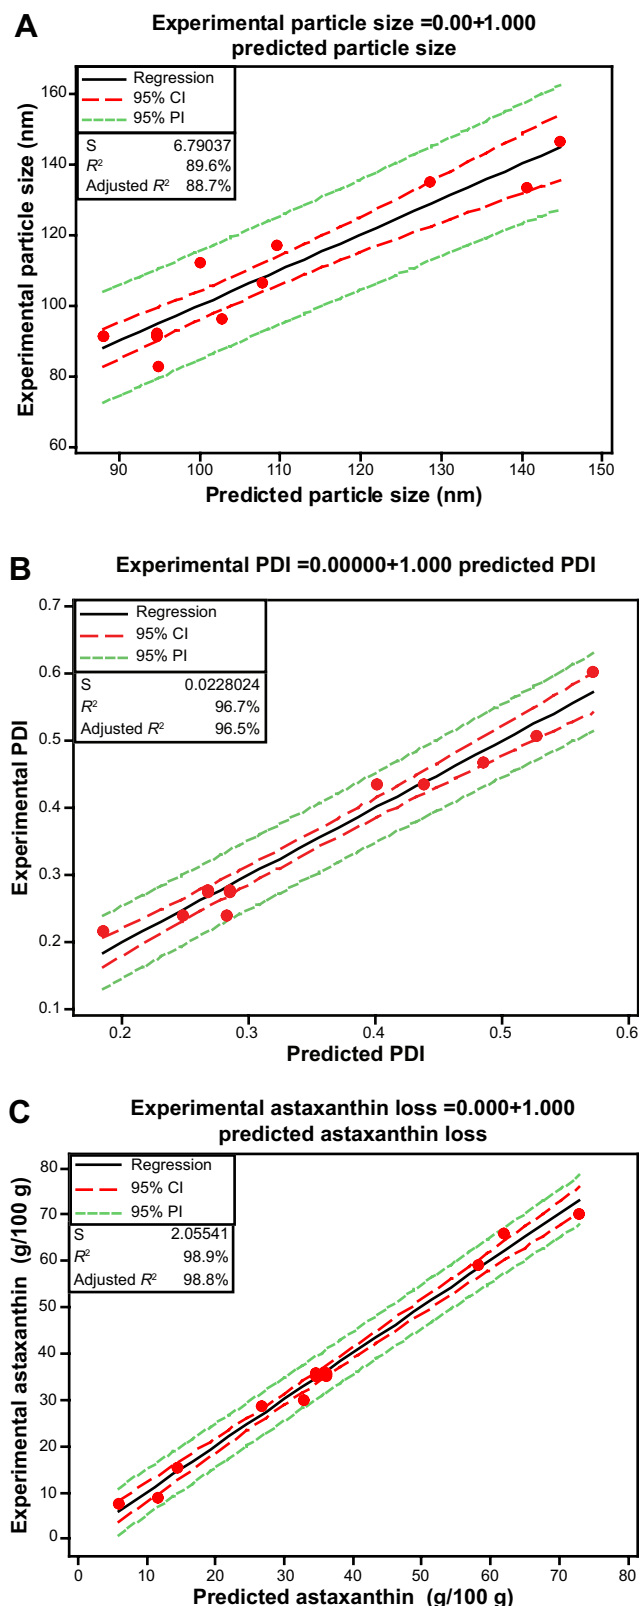 A
Experimental particle size =0.00+1.000
predicted particle size
Regression
95% CI
95% PI
S 6.79037
R² 89.6%
Adjusted R² 88.7%
Experimental particle size (nm)
160
140
120
100
80
60
90 100 110 120 130 140 150
Predicted particle size (nm)
B
Experimental PDI =0.00000+1.000 predicted PDI
Regression
95% CI
95% PI
S 0.0228024
R² 96.7%
Adjusted R² 96.5%
Experimental PDI
0.7
0.6
0.5
0.4
0.3
0.2
0.1
0.2 0.3 0.4 0.5 0.6
Predicted PDI
C
Experimental astaxanthin loss =0.000+1.000
predicted astaxanthin loss
Regression
95% CI
95% PI
S 2.05541
R² 98.9%
Adjusted R² 98.8%
Experimental astaxanthin (g/100 g)
80
70
60
50
40
30
20
10
0
0 10 20 30 40 50 60 70 80
Predicted astaxanthin (g/100 g)